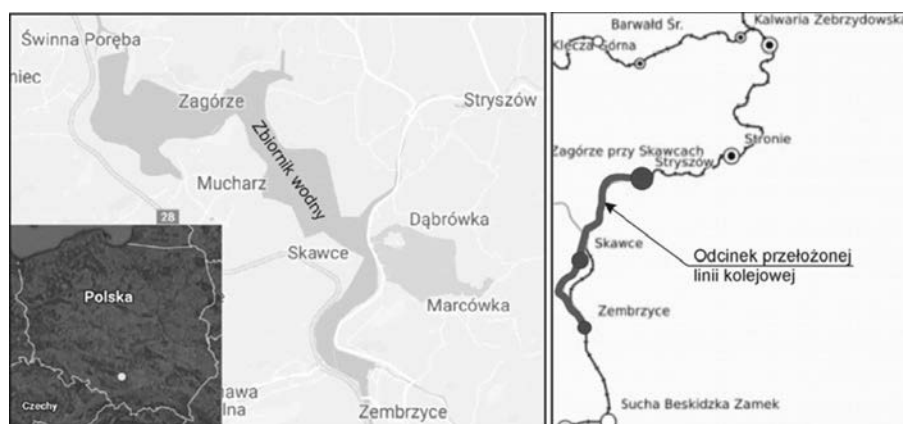 Świnna Poręba
niec
Zagórze
Stryszów
Zbiornik wodny
Mucharz
28
Dąbrówka
Skawce
Marcówka
Zembrzyce
Polska
Czechy
awa
lna
Barwałd Śr.
Kalwaria Zebrzydowska
Klecza Górna
Stronie
Zagórze przy Skawcach
Stryszów
Skawce
Odcinek przełożonej
linii kolejowej
Zembrzyce
Sucha Beskidzka Zamek